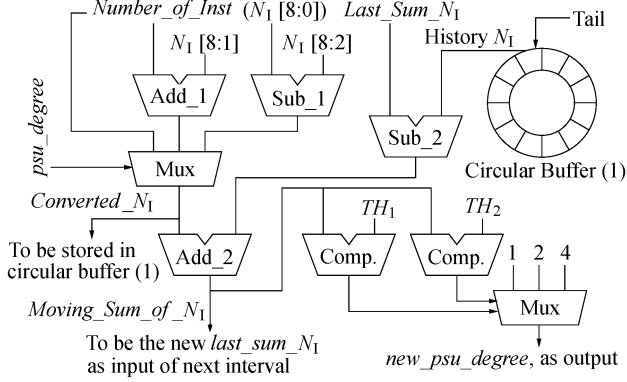 Number_of_Inst (N_I [8:0]) Last_Sum_N_I
N_I [8:1] N_I [8:2] History N_I Tail
Add_1 Sub_1
psu_degree
Sub_2
Mux
Circular Buffer (1)
Converted_N_I
To be stored in
circular buffer (1)
Add_2
TH_1 TH_2
Comp. Comp.
1 2 4
Mux
Moving_Sum_of_N_I
To be the new last_sum_N_I
as input of next interval
new_psu_degree, as output